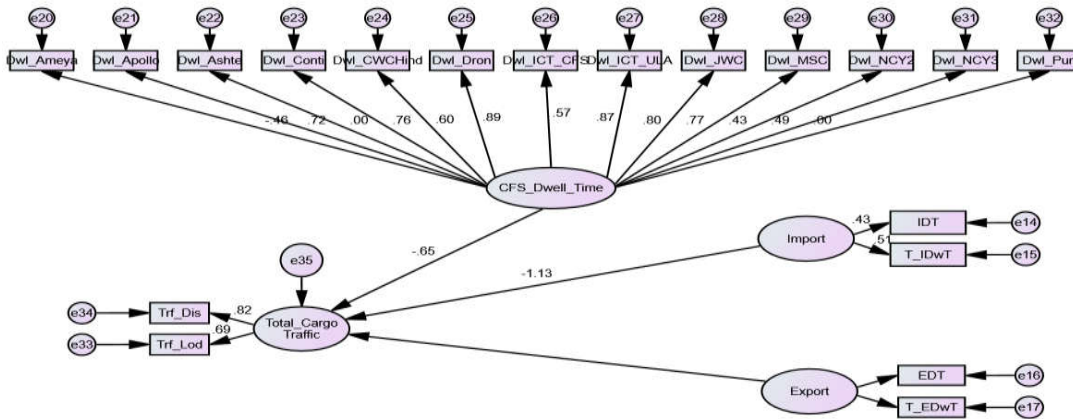 e20 e21 e22 e23 e24 e25 e26 e27 e28 e29 e30 e31 e32
Dwl_Ameya Dwl_Apollo Dwl_Ashte Dwl_Conti Dwl_CWCHind Dwl_Dron Dwl_ICT_CFS Dwl_ICT_ULA Dwl_JWC Dwl_MSC Dwl_NCY2 Dwl_NCY3 Dwl_Pun
-.46 .72 .00 .76 .60 .89 .57 .87 .80 .77 .43 .49 .00
CFS_Dwell_Time
-.65
Import
.43
IDT
e14
.51
T_IDwT
e15
-1.13
e35
e34
Trf_Dis
.82
Total_Cargo
Traffic
e33
Trf_Lod
.69
Export
EDT
e16
T_EDwT
e17